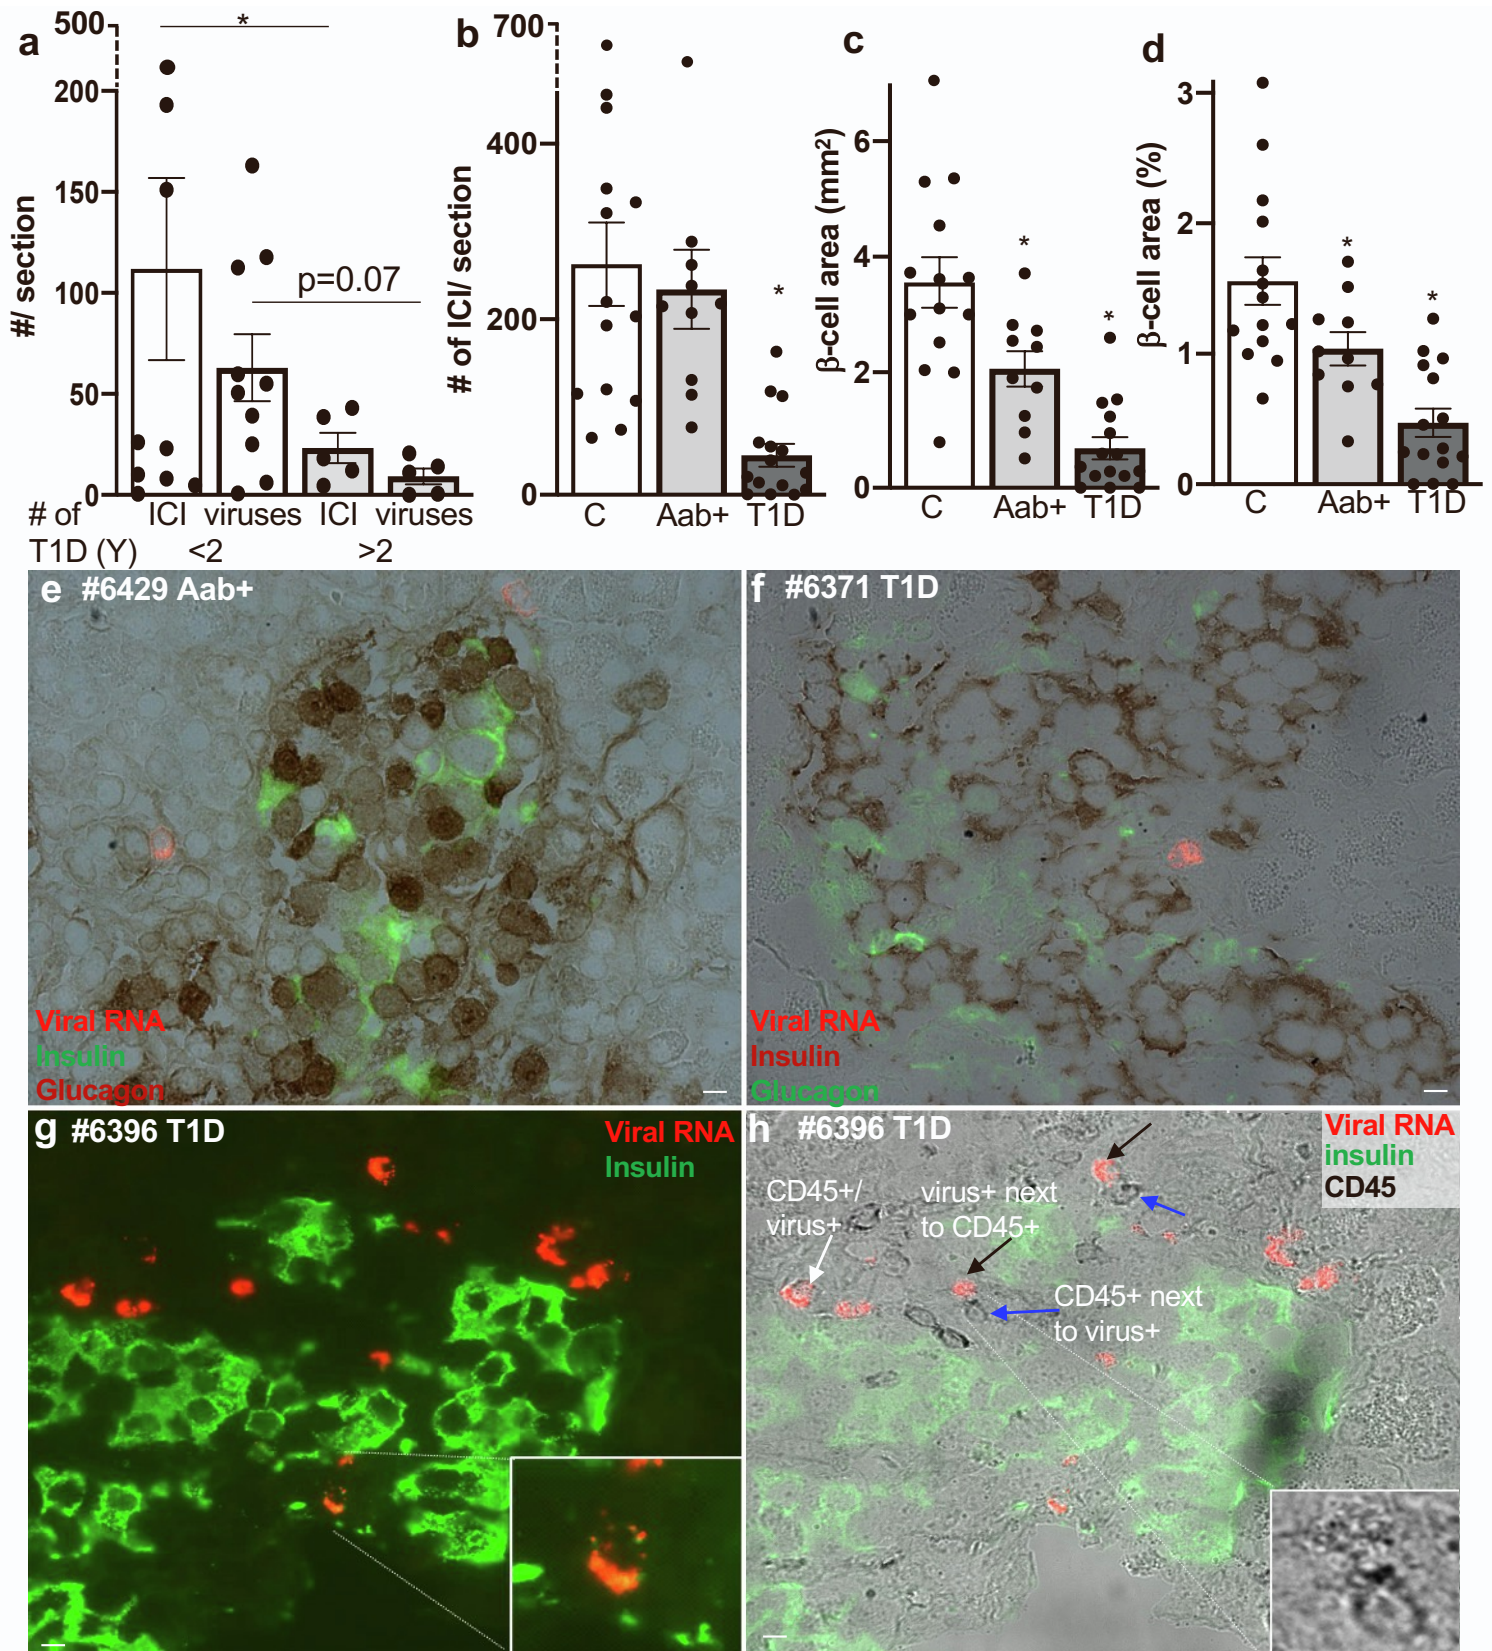 a
500
200
150
100
50
0
#/ section
*
p=0.07
# of ICI viruses ICI viruses
T1D (Y) <2 >2
b
700
400
200
0
# of ICI/ section
*
C Aab+ T1D
c
6
4
2
0
β-cell area (mm²)
*
*
C Aab+ T1D
d
3
2
1
0
β-cell area (%)
*
*
C Aab+ T1D
e #6429 Aab+
Viral RNA
Insulin
Glucagon
f #6371 T1D
Viral RNA
Insulin
Glucagon
g #6396 T1D
Viral RNA
Insulin
h #6396 T1D
Viral RNA
insulin
CD45
CD45+/
virus+
virus+ next
to CD45+
CD45+ next
to virus+